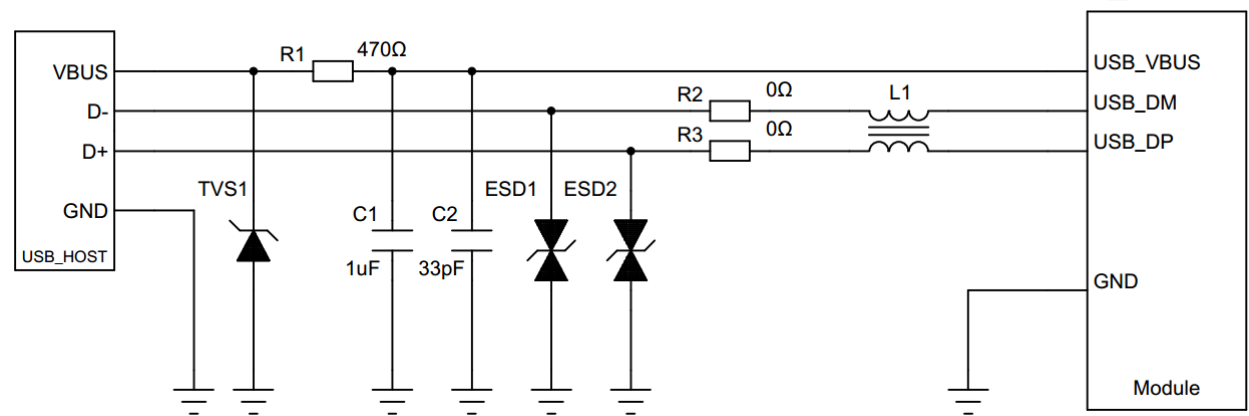 R1 470Ω
VBUS
D-
D+
GND
USB_HOST
TVS1
C1
1uF
C2
33pF
ESD1
ESD2
R2 0Ω
R3 0Ω
L1
USB_VBUS
USB_DM
USB_DP
GND
Module